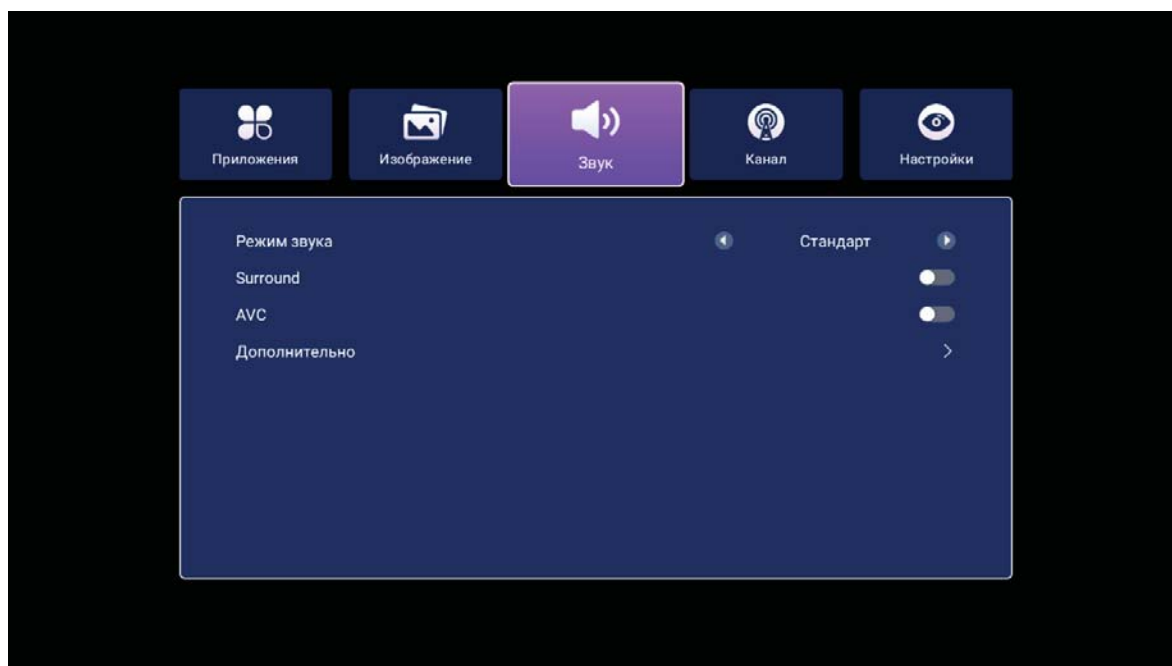 Приложения
Изображение
Звук
Канал
Настройки
Режим звука Стандарт
Surround
AVC
Дополнительно